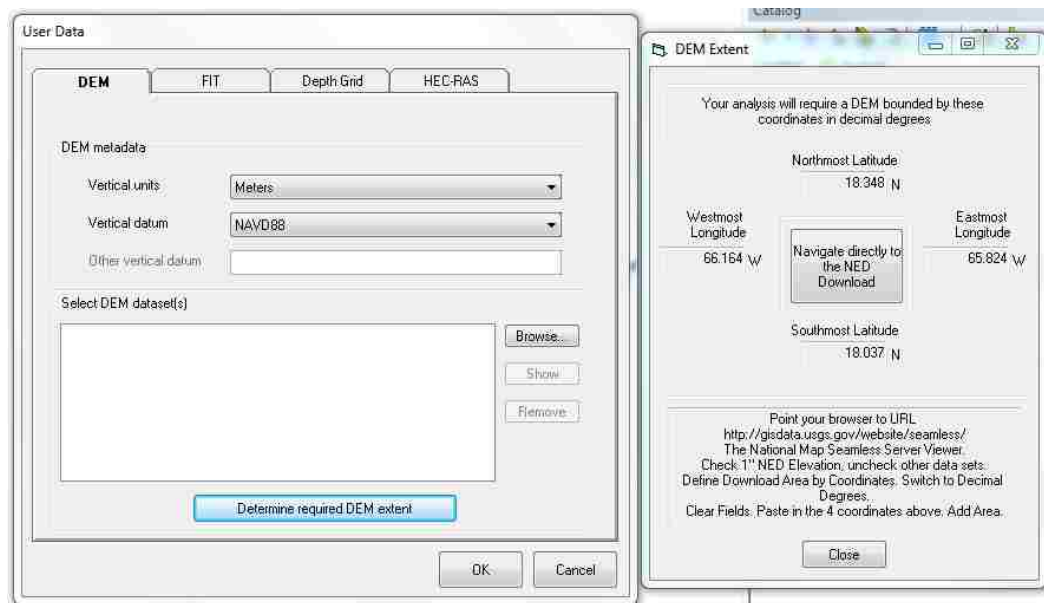 Catalog
User Data
DEM
FIT
Depth Grid
HEC-RAS
DEM metadata
Vertical units
Meters
Vertical datum
NAVD88
Other vertical datum
Select DEM dataset(s)
Browse...
Show
Remove
Determine required DEM extent
OK
Cancel
DEM Extent
Your analysis will require a DEM bounded by these
coordinates in decimal degrees
Northmost Latitude
18.348 N
Westmost
Longitude
66.164 W
Navigate directly to
the NED
Download
Eastmost
Longitude
65.824 W
Southmost Latitude
18.037 N
Point your browser to URL
http://gisdata.usgs.gov/website/seamless/
The National Map Seamless Server Viewer.
Check 1" NED Elevation, uncheck other data sets.
Define Download Area by Coordinates. Switch to Decimal
Degrees.
Clear Fields. Paste in the 4 coordinates above. Add Area.
Close